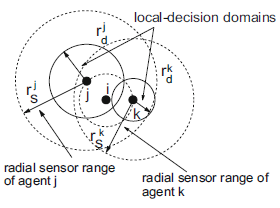 local-decision domains
r_d^j
r_d^k
r_S^j
j
i
k
r_S^k
radial sensor range
of agent j
radial sensor range of
agent k